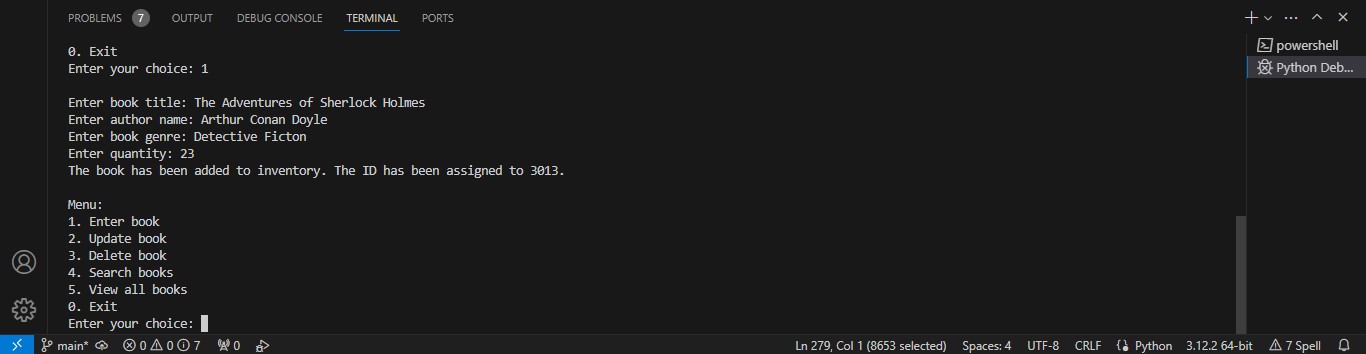 PROBLEMS 7 OUTPUT DEBUG CONSOLE TERMINAL PORTS
powershell
Python Deb...
0. Exit
Enter your choice: 1
Enter book title: The Adventures of Sherlock Holmes
Enter author name: Arthur Conan Doyle
Enter book genre: Detective Ficton
Enter quantity: 23
The book has been added to inventory. The ID has been assigned to 3013.
Menu:
1. Enter book
2. Update book
3. Delete book
4. Search books
5. View all books
0. Exit
Enter your choice:
main* 0 0 7 0 Ln 279, Col 1 (8653 selected) Spaces: 4 UTF-8 CRLF Python 3.12.2 64-bit 7 Spell